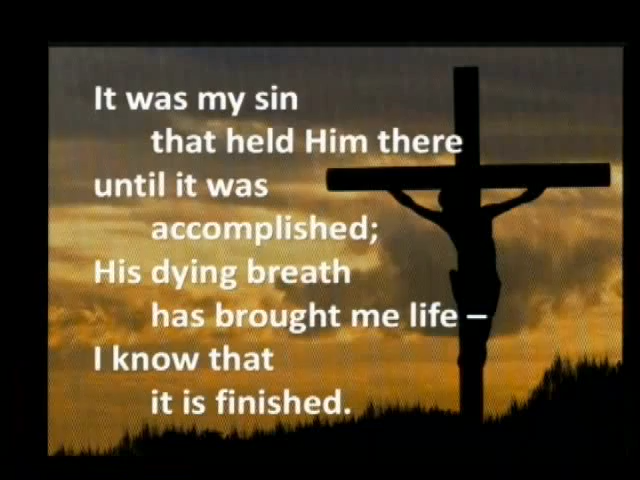 It was my sin
that held Him there
until it was
accomplished;
His dying breath
has brought me life –
I know that
it is finished.